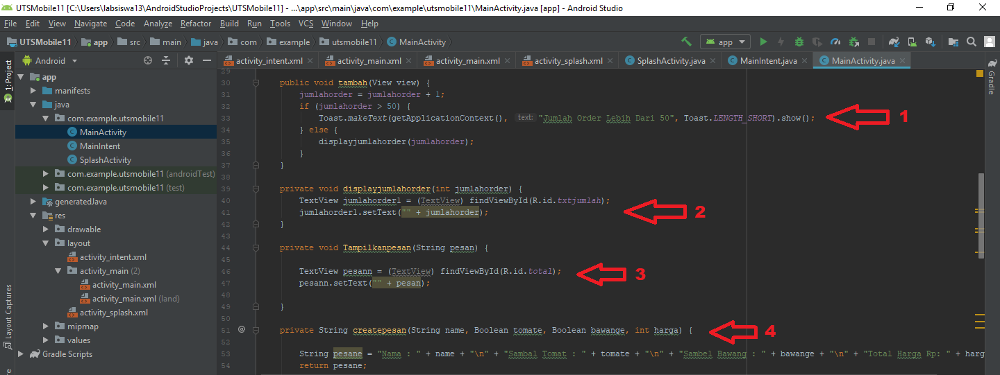 UTSMobile11 [C:\Users\labsiswa13\AndroidStudioProjects\UTSMobile11] - ...\app\src\main\java\com\example\utsmobile11\MainActivity.java [app] - Android Studio
File Edit View Navigate Code Analyze Refactor Build Run Tools VCS Window Help
UTSMobile11 app src main java com example utsmobile11 MainActivity app
Android activity_intent.xml activity_main.xml activity_main.xml activity_splash.xml SplashActivity.java MainIntent.java MainActivity.java
1: Project
Layout Captures
Gradle
app
manifests
java
com.example.utsmobile11
MainActivity
MainIntent
SplashActivity
com.example.utsmobile11 (androidTest)
com.example.utsmobile11 (test)
generatedJava
res
drawable
layout
activity_intent.xml
activity_main (2)
activity_main.xml
activity_main.xml (land)
activity_splash.xml
mipmap
values
Gradle Scripts
29
30 public void tambah(View view) {
31 jumlahorder = jumlahorder + 1;
32 if (jumlahorder > 50) {
33 Toast.makeText(getApplicationContext(), text: "Jumlah Order Lebih Dari 50", Toast.LENGTH_SHORT).show(); 1
34 } else {
35 displayjumlahorder(jumlahorder);
36 }
37 }
38
39 private void displayjumlahorder(int jumlahorder) {
40 TextView jumlahorder1 = (TextView) findViewById(R.id.txtjumlah);
41 jumlahorder1.setText("" + jumlahorder); 2
42 }
43
44 private void Tampilkanpesan(String pesan) {
45
46 TextView pesann = (TextView) findViewById(R.id.total); 3
47 pesann.setText("" + pesan);
48
49 }
50
51 @ private String createpesan(String name, Boolean tomate, Boolean bawange, int harga) { 4
52
53 String pesane = "Nama : " + name + "\n" + "Sambal Tomat : " + tomate + "\n" + "Sambel Bawang : " + bawange + "\n" + "Total Harga Rp: " + harg
54 return pesane;